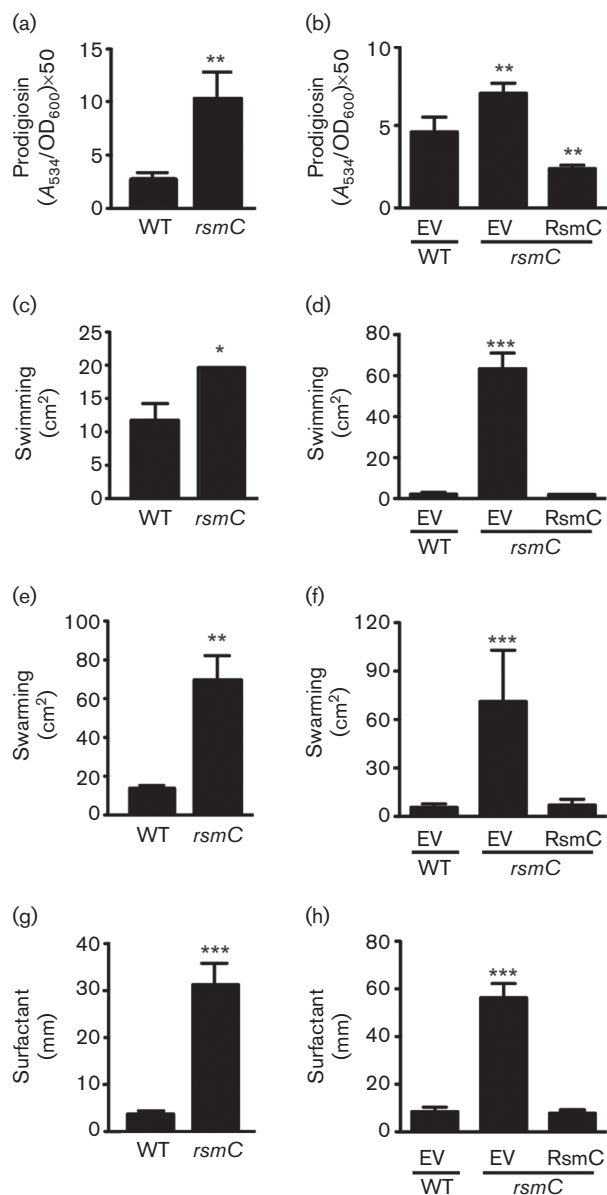 (a)
Prodigiosin
(A534/OD600)×50
15
10
5
0
**
WT
rsmC
(b)
Prodigiosin
(A534/OD600)×50
10
5
0
**
**
EV
EV
RsmC
WT
rsmC
(c)
Swimming
(cm2)
25
20
15
10
5
0
*
WT
rsmC
(d)
Swimming
(cm2)
80
60
40
20
0
***
EV
EV
RsmC
WT
rsmC
(e)
Swarming
(cm2)
100
80
60
40
20
0
**
WT
rsmC
(f)
Swarming
(cm2)
120
90
60
30
0
***
EV
EV
RsmC
WT
rsmC
(g)
Surfactant
(mm)
40
30
20
10
0
***
WT
rsmC
(h)
Surfactant
(mm)
80
60
40
20
0
***
EV
EV
RsmC
WT
rsmC